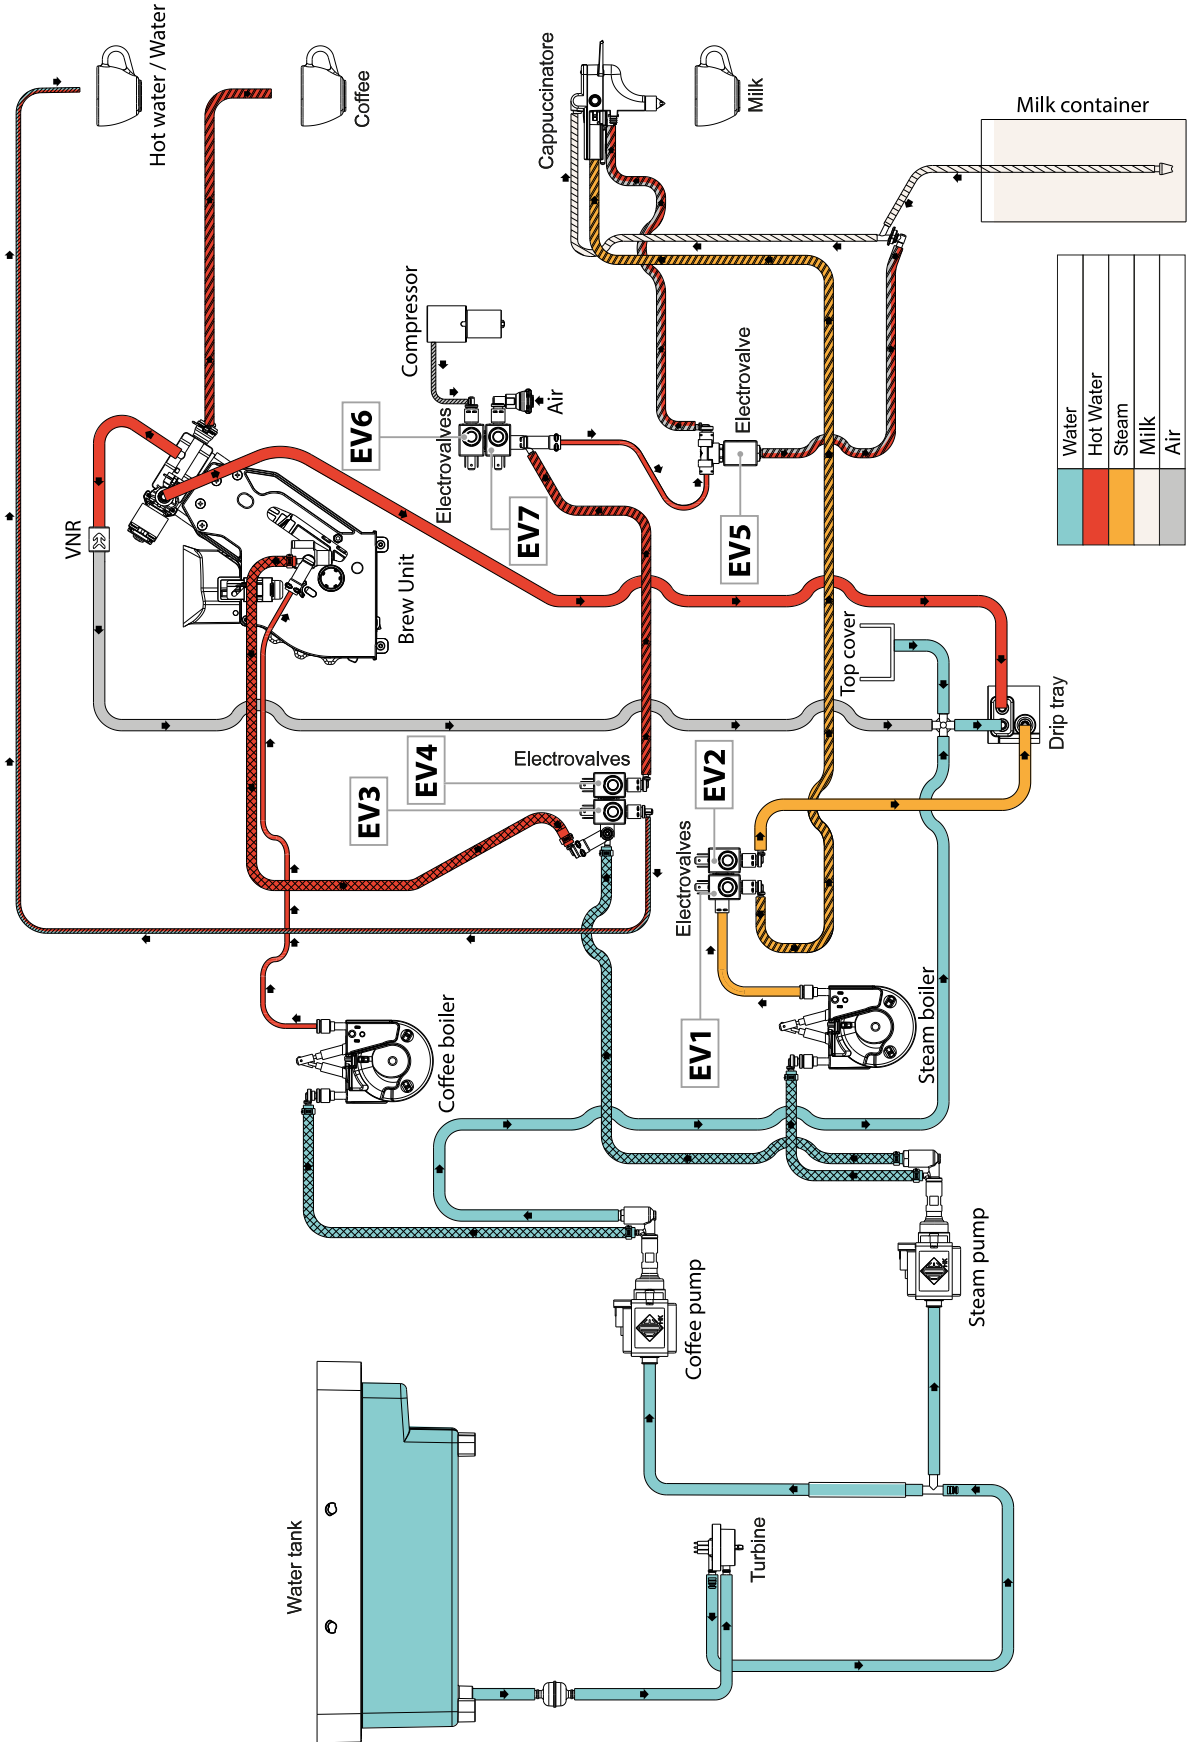 Hot water / Water
Coffee
Cappuccinatore
Milk
Milk container
Compressor
Electrovalves
EV6
Air
EV7
Electrovalve
EV5
Water
Hot Water
Steam
Milk
Air
VNR
Brew Unit
Top cover
Drip tray
Electrovalves
EV4
EV3
EV2
Electrovalves
EV1
Coffee boiler
Steam boiler
Coffee pump
Steam pump
Water tank
Turbine